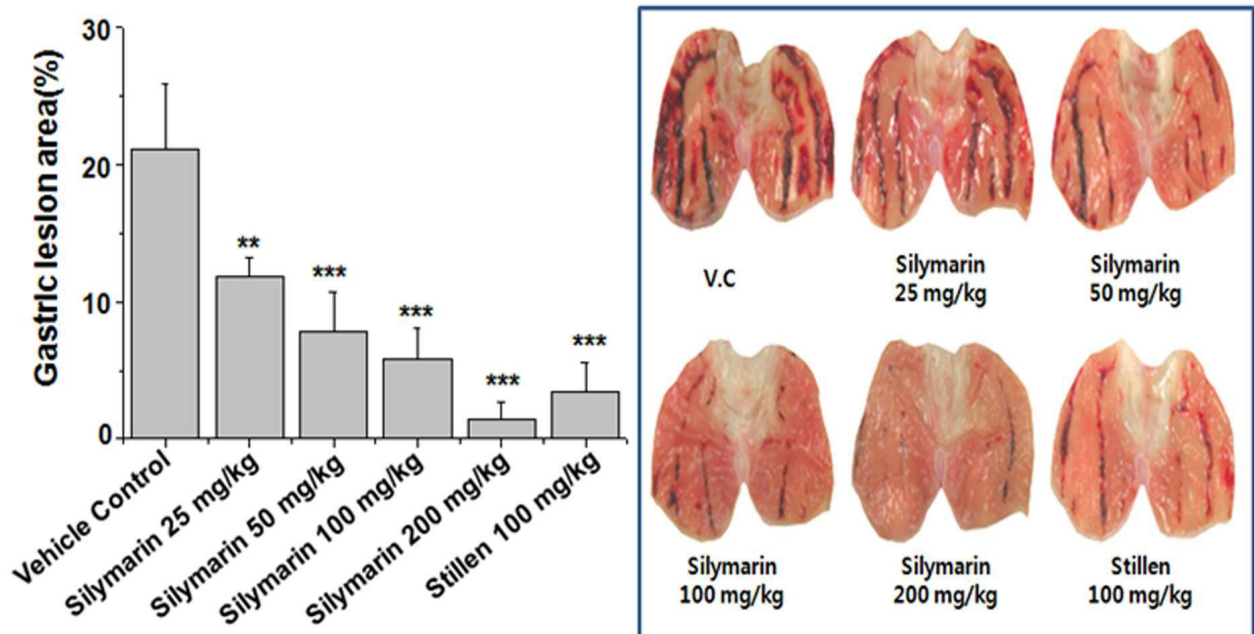 Gastric lesion area(%)
30
20
10
0
**
***
***
***
***
Vehicle Control
Silymarin 25 mg/kg
Silymarin 50 mg/kg
Silymarin 100 mg/kg
Silymarin 200 mg/kg
Stillen 100 mg/kg
V.C
Silymarin
25 mg/kg
Silymarin
50 mg/kg
Silymarin
100 mg/kg
Silymarin
200 mg/kg
Stillen
100 mg/kg